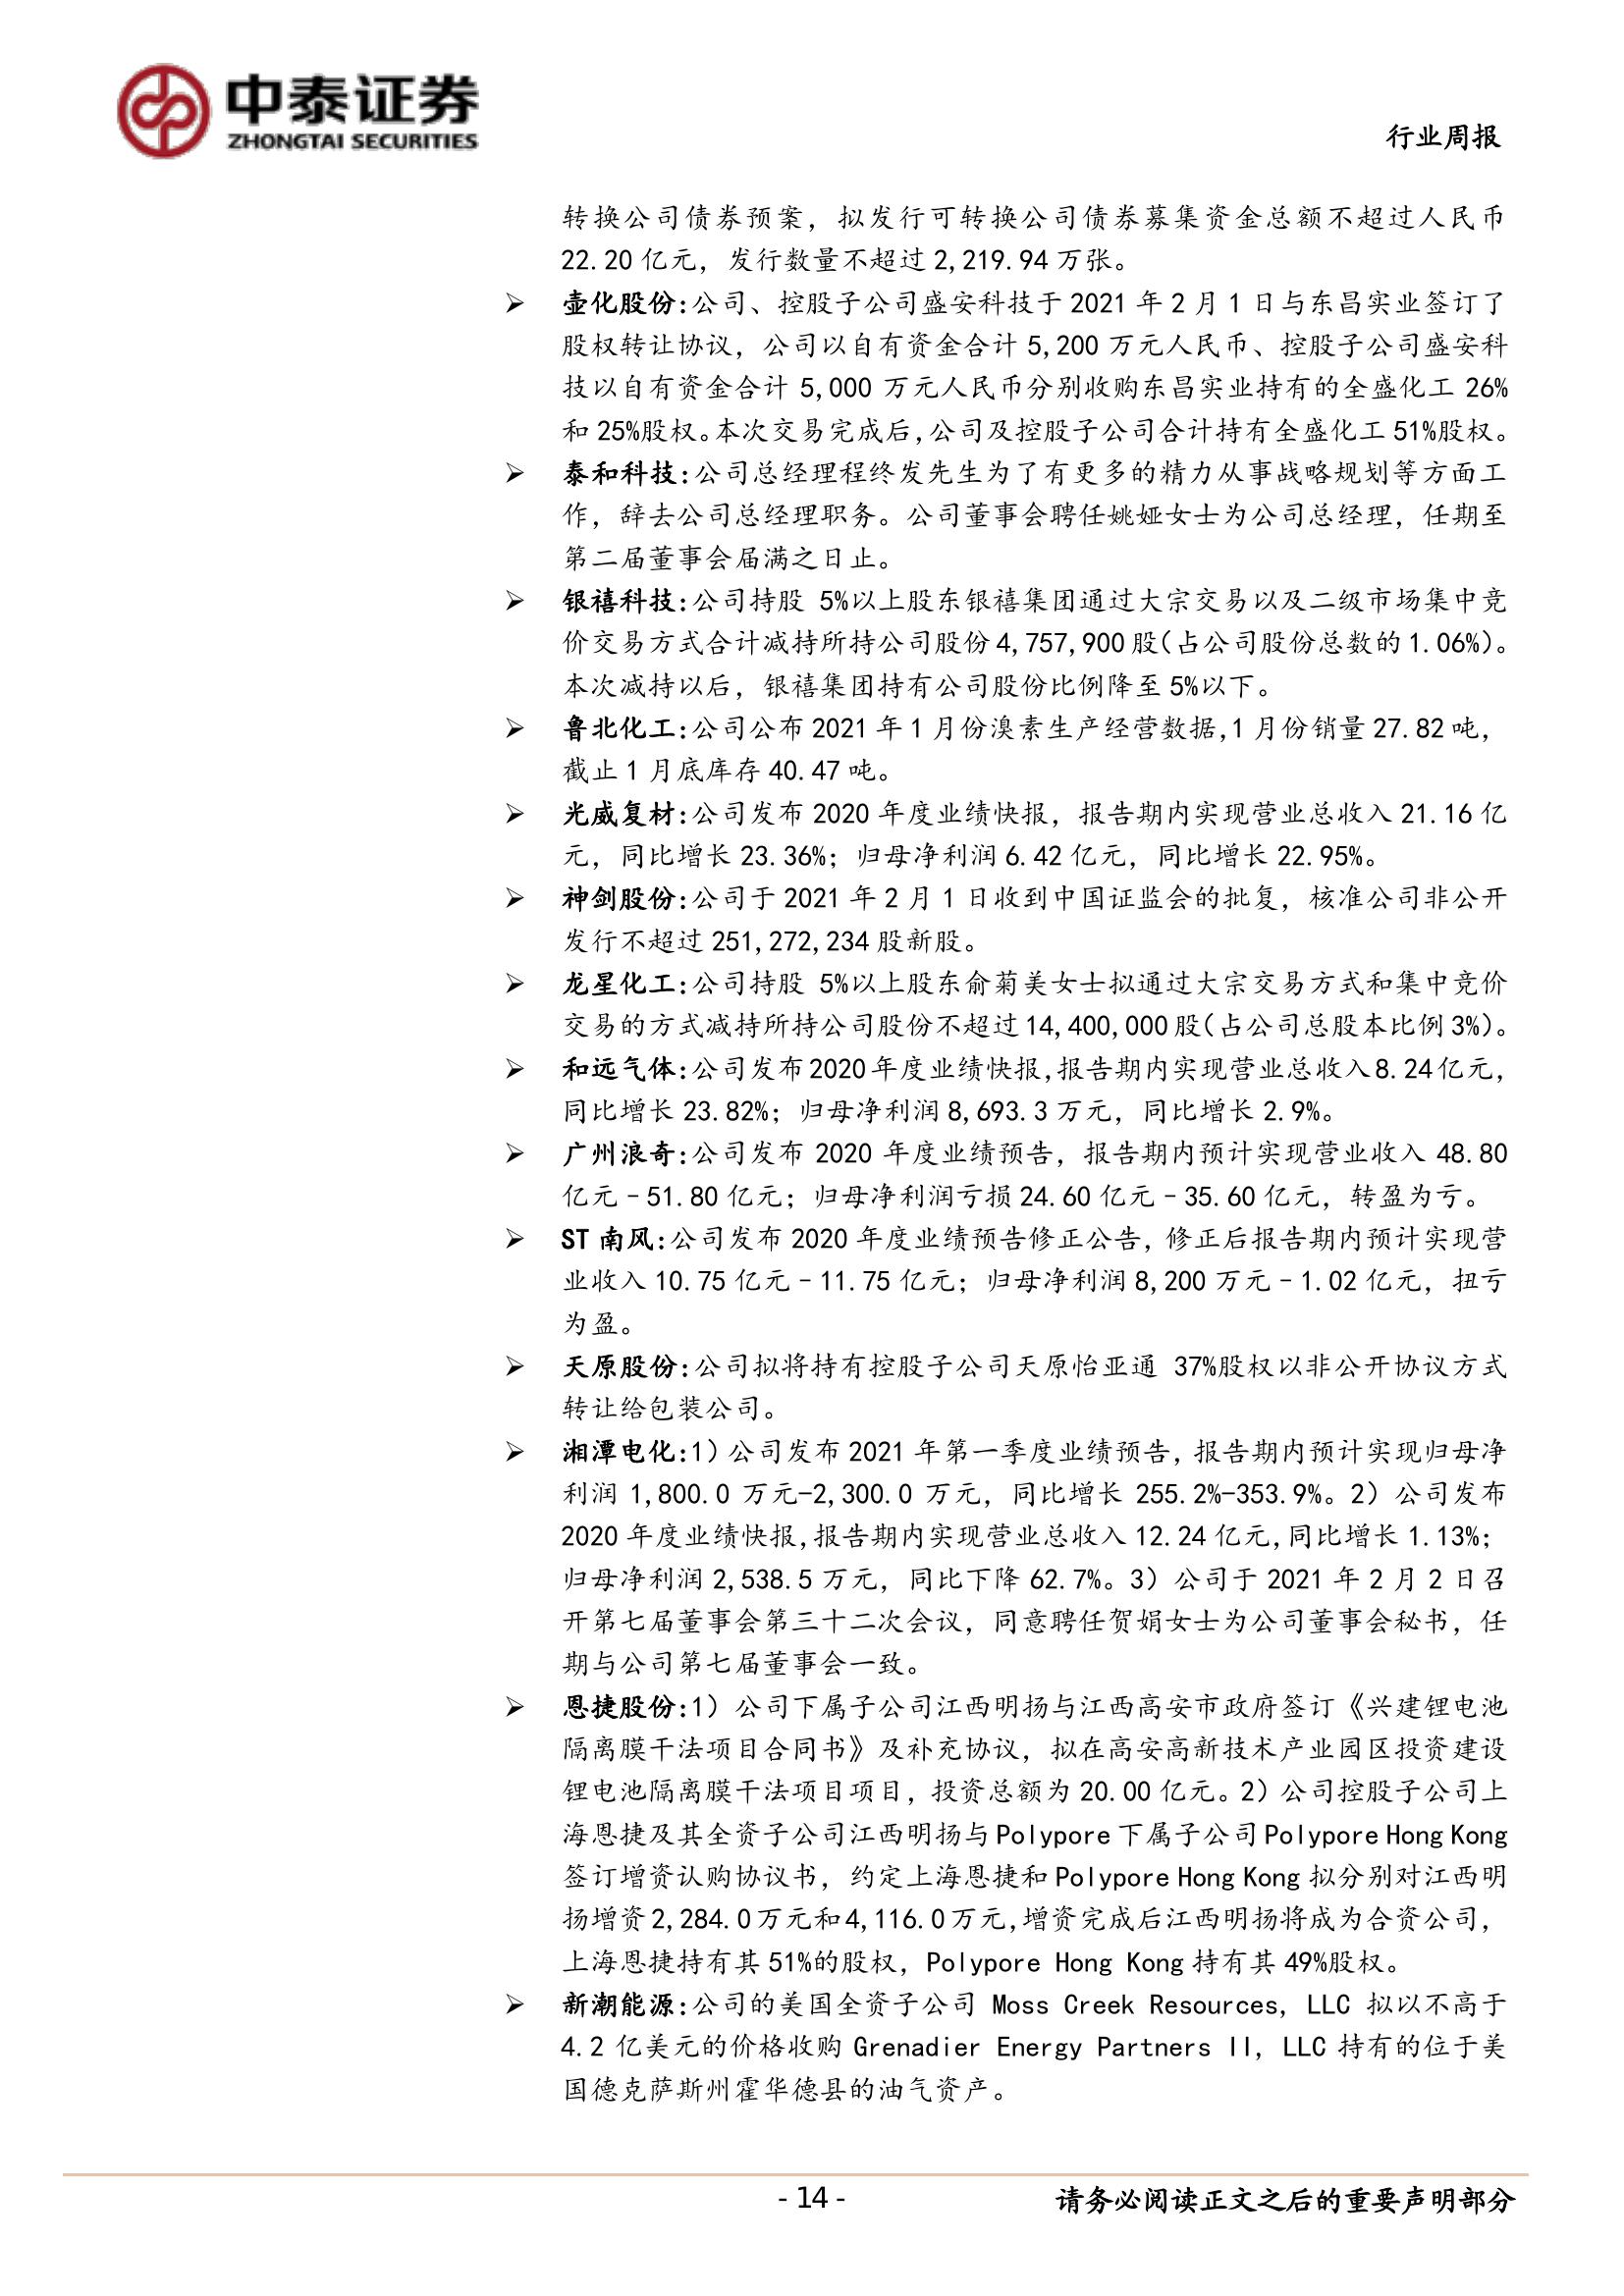 中泰证券
ZHONGTAI SECURITIES
行业周报
转换公司债券预案，拟发行可转换公司债券募集资金总额不超过人民币
22.20 亿元，发行数量不超过 2,219.94 万张。
➢ 壶化股份:公司、控股子公司盛安科技于 2021 年 2 月 1 日与东昌实业签订了
股权转让协议，公司以自有资金合计 5,200 万元人民币、控股子公司盛安科
技以自有资金合计 5,000 万元人民币分别收购东昌实业持有的全盛化工 26%
和 25%股权。本次交易完成后，公司及控股子公司合计持有全盛化工 51%股权。
➢ 泰和科技:公司总经理程终发先生为了有更多的精力从事战略规划等方面工
作，辞去公司总经理职务。公司董事会聘任姚娅女士为公司总经理，任期至
第二届董事会届满之日止。
➢ 银禧科技:公司持股 5%以上股东银禧集团通过大宗交易以及二级市场集中竞
价交易方式合计减持所持公司股份 4,757,900 股（占公司股份总数的 1.06%）。
本次减持以后，银禧集团持有公司股份比例降至 5%以下。
➢ 鲁北化工:公司公布 2021 年 1 月份溴素生产经营数据,1 月份销量 27.82 吨，
截止 1 月底库存 40.47 吨。
➢ 光威复材:公司发布 2020 年度业绩快报，报告期内实现营业总收入 21.16 亿
元，同比增长 23.36%；归母净利润 6.42 亿元，同比增长 22.95%。
➢ 神剑股份:公司于 2021 年 2 月 1 日收到中国证监会的批复，核准公司非公开
发行不超过 251,272,234 股新股。
➢ 龙星化工:公司持股 5%以上股东俞菊美女士拟通过大宗交易方式和集中竞价
交易的方式减持所持公司股份不超过 14,400,000 股（占公司总股本比例 3%）。
➢ 和远气体:公司发布 2020 年度业绩快报,报告期内实现营业总收入 8.24 亿元，
同比增长 23.82%；归母净利润 8,693.3 万元，同比增长 2.9%。
➢ 广州浪奇:公司发布 2020 年度业绩预告，报告期内预计实现营业收入 48.80
亿元–51.80 亿元；归母净利润亏损 24.60 亿元–35.60 亿元，转盈为亏。
➢ ST 南风:公司发布 2020 年度业绩预告修正公告，修正后报告期内预计实现营
业收入 10.75 亿元–11.75 亿元；归母净利润 8,200 万元–1.02 亿元，扭亏
为盈。
➢ 天原股份:公司拟将持有控股子公司天原怡亚通 37%股权以非公开协议方式
转让给包装公司。
➢ 湘潭电化:1）公司发布 2021 年第一季度业绩预告，报告期内预计实现归母净
利润 1,800.0 万元-2,300.0 万元，同比增长 255.2%-353.9%。2）公司发布
2020 年度业绩快报,报告期内实现营业总收入 12.24 亿元,同比增长 1.13%；
归母净利润 2,538.5 万元，同比下降 62.7%。3）公司于 2021 年 2 月 2 日召
开第七届董事会第三十二次会议，同意聘任贺娟女士为公司董事会秘书，任
期与公司第七届董事会一致。
➢ 恩捷股份:1）公司下属子公司江西明扬与江西高安市政府签订《兴建锂电池
隔离膜干法项目合同书》及补充协议，拟在高安高新技术产业园区投资建设
锂电池隔离膜干法项目项目，投资总额为 20.00 亿元。2）公司控股子公司上
海恩捷及其全资子公司江西明扬与 Polypore 下属子公司 Polypore Hong Kong
签订增资认购协议书，约定上海恩捷和 Polypore Hong Kong 拟分别对江西明
扬增资 2,284.0 万元和 4,116.0 万元,增资完成后江西明扬将成为合资公司，
上海恩捷持有其 51%的股权，Polypore Hong Kong 持有其 49%股权。
➢ 新潮能源:公司的美国全资子公司 Moss Creek Resources, LLC 拟以不高于
4.2 亿美元的价格收购 Grenadier Energy Partners II, LLC 持有的位于美
国德克萨斯州霍华德县的油气资产。
- 14 -
请务必阅读正文之后的重要声明部分